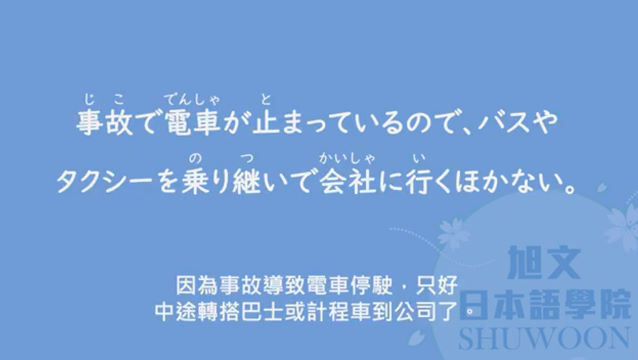 じこ でんしゃ と
事故で電車が止まっているので、バスや
の つ かいしゃ い
タクシーを乗り継いで会社に行くほかない。
因為事故導致電車停駛，只好
中途轉搭巴士或計程車到公司了。
旭文
日本語學院
SHUWOON